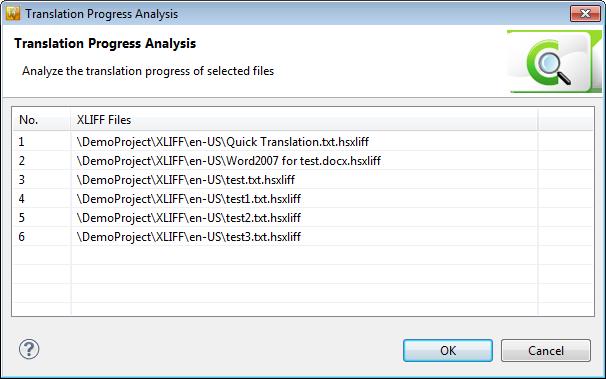 Translation Progress Analysis
Translation Progress Analysis
Analyze the translation progress of selected files
No. XLIFF Files
1 \DemoProject\XLIFF\en-US\Quick Translation.txt.hsxliff
2 \DemoProject\XLIFF\en-US\Word2007 for test.docx.hsxliff
3 \DemoProject\XLIFF\en-US\test.txt.hsxliff
4 \DemoProject\XLIFF\en-US\test1.txt.hsxliff
5 \DemoProject\XLIFF\en-US\test2.txt.hsxliff
6 \DemoProject\XLIFF\en-US\test3.txt.hsxliff
? OK Cancel